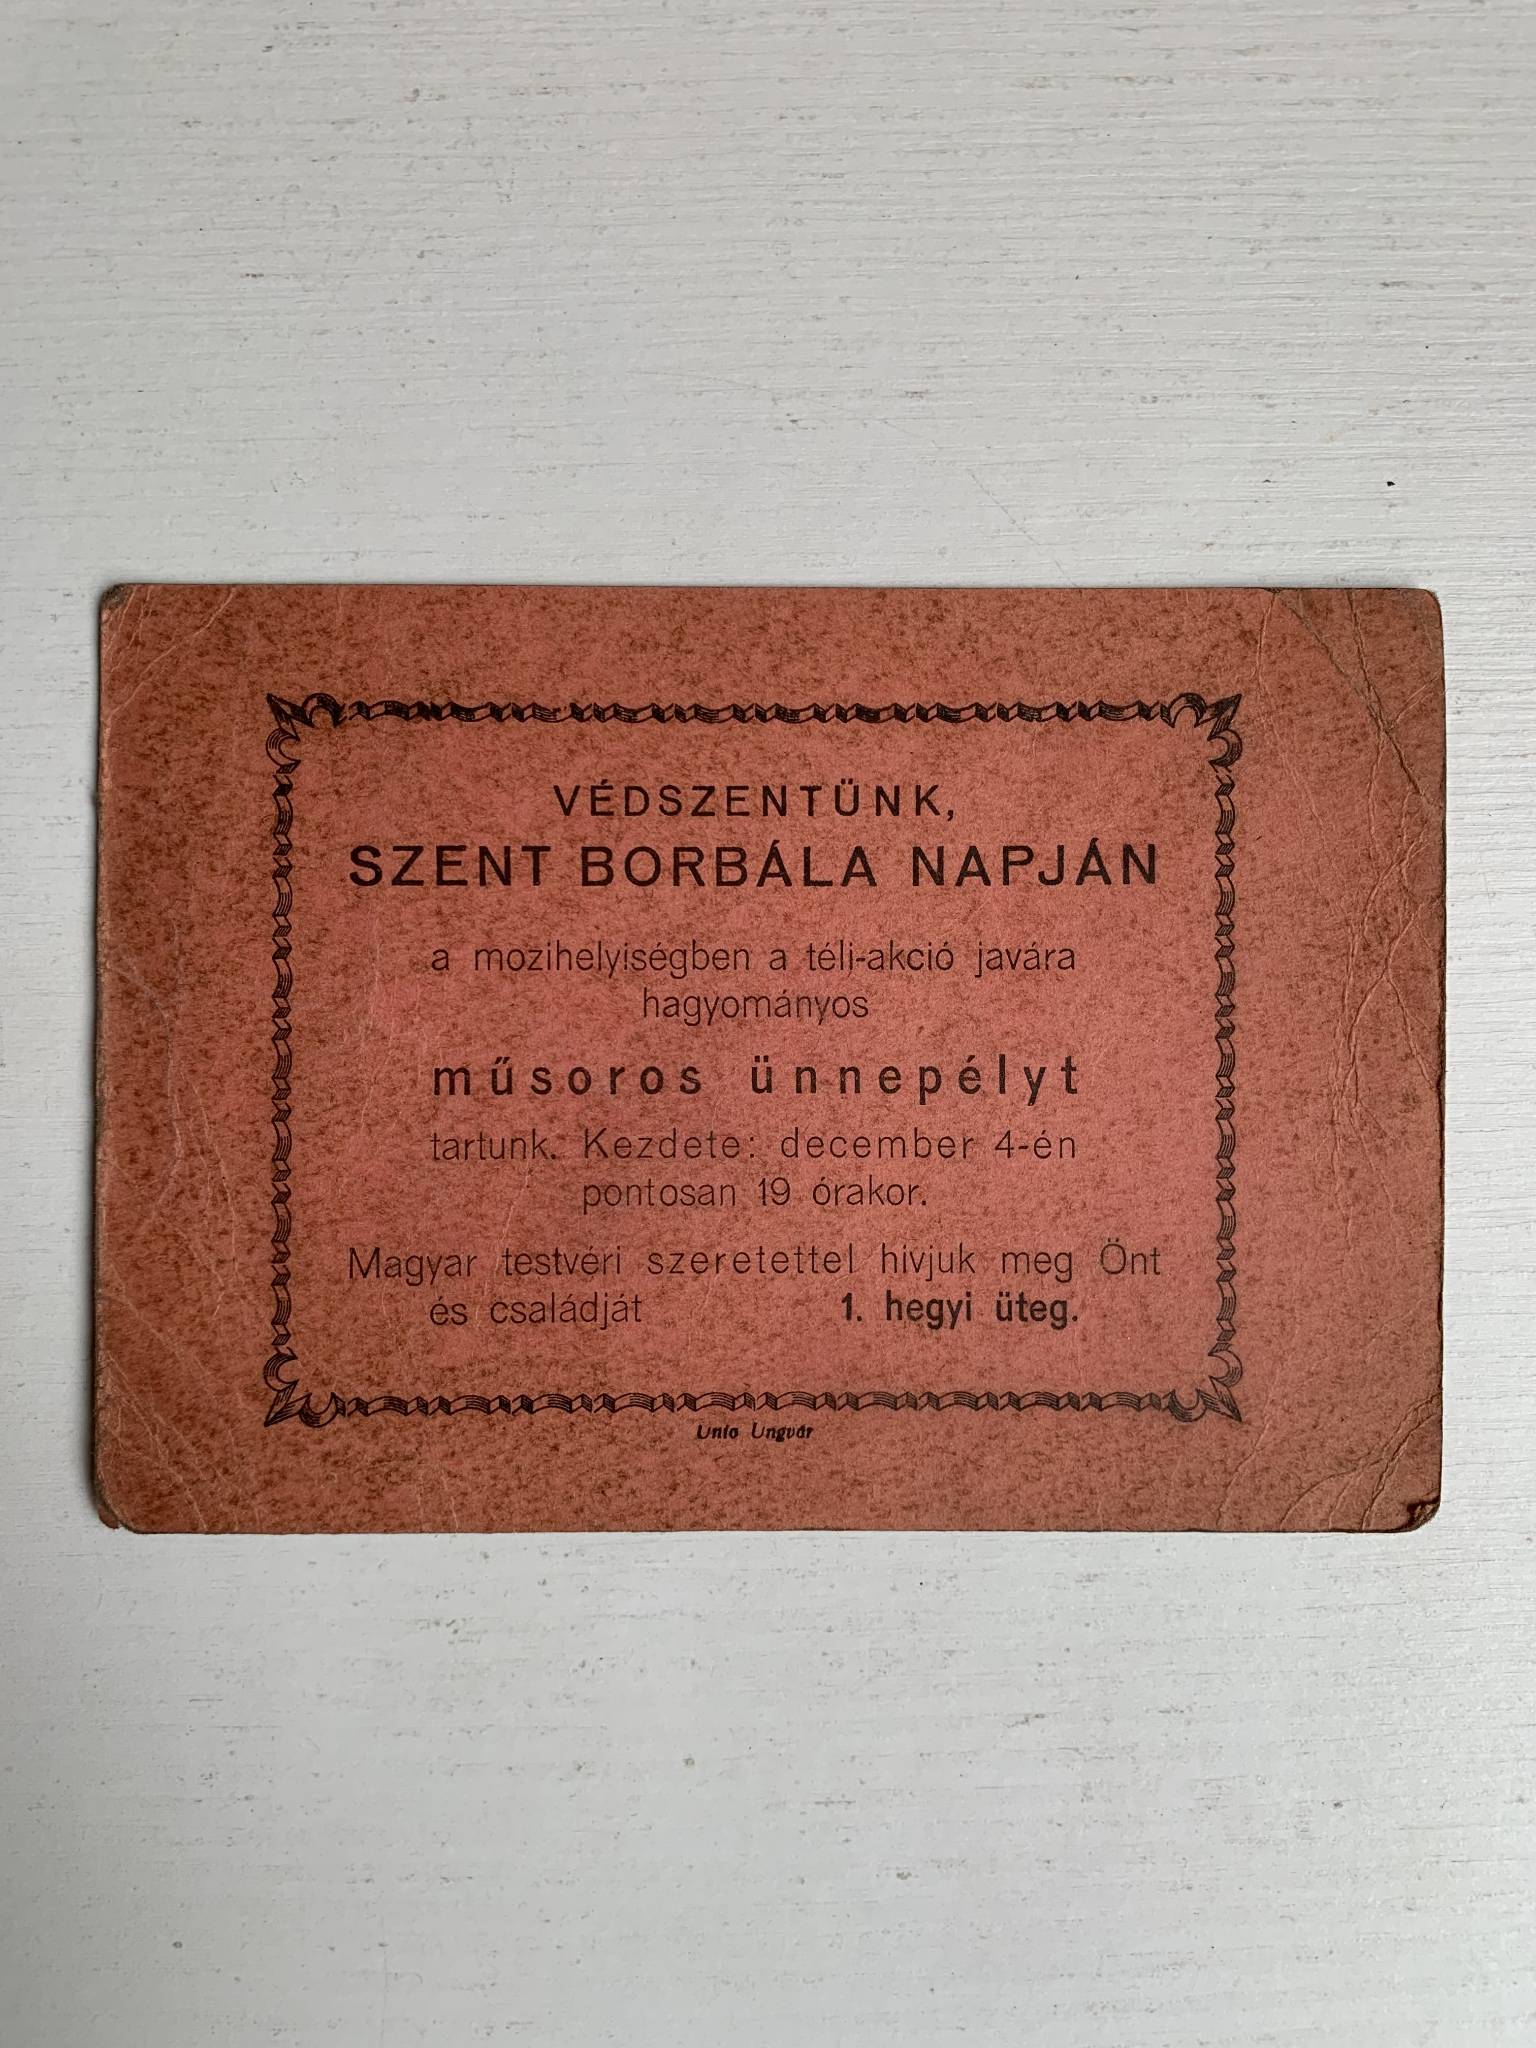 VÉDSZENTÜNK,
SZENT BORBÁLA NAPJÁN
a mozihelyiségben a téli-akció javára
hagyományos
műsoros ünnepélyt
tartunk. Kezdete: december 4-én
pontosan 19 órakor.
Magyar testvéri szeretettel hivjuk meg Önt
és családját 1. hegyi üteg.
Unio Ungvár